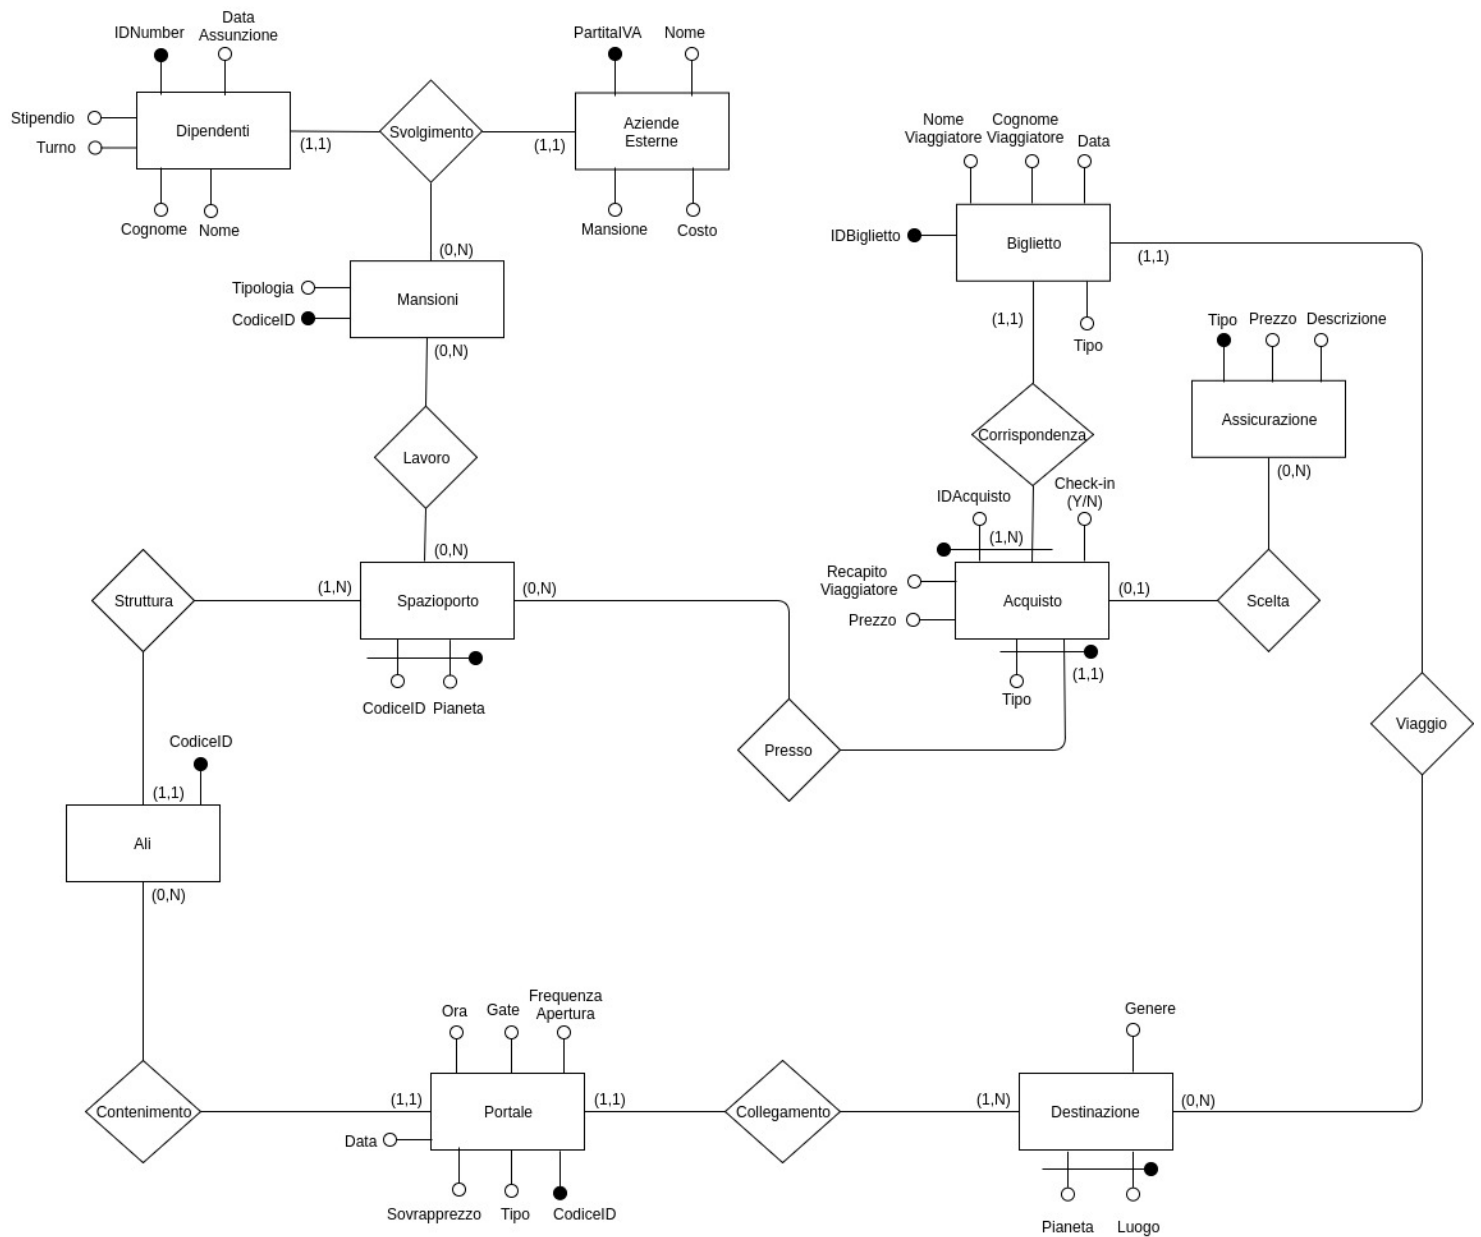 IDNumber
Data
Assunzione
Stipendio
Turno
Dipendenti
(1,1)
Cognome
Nome
Svolgimento
PartitaIVA
Nome
Aziende
Esterne
(1,1)
Mansione
Costo
(0,N)
Tipologia
CodiceID
Mansioni
(0,N)
Lavoro
(0,N)
Nome
Viaggiatore
Cognome
Viaggiatore
Data
IDBiglietto
Biglietto
(1,1)
(1,1)
Tipo
Tipo
Prezzo
Descrizione
Assicurazione
(0,N)
Corrispondenza
IDAcquisto
Check-in
(Y/N)
(1,N)
Recapito
Viaggiatore
Prezzo
Acquisto
(0,1)
Scelta
Tipo
(1,1)
Struttura
(1,N)
Spazioporto
(0,N)
CodiceID
Pianeta
Presso
Viaggio
CodiceID
(1,1)
Ali
(0,N)
Contenimento
Ora
Gate
Frequenza
Apertura
(1,1)
Portale
(1,1)
Data
Sovrapprezzo
Tipo
CodiceID
Collegamento
Genere
(1,N)
Destinazione
(0,N)
Pianeta
Luogo